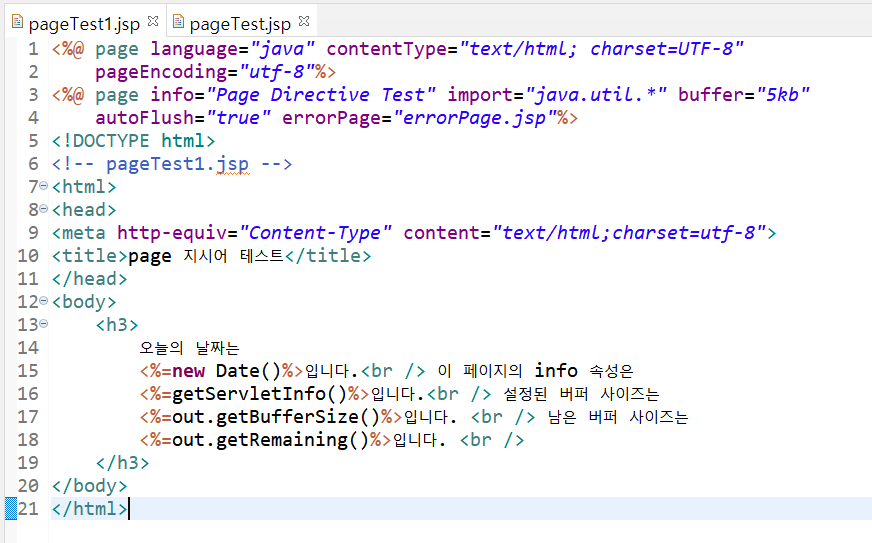 pageTest1.jsp pageTest.jsp
1 <%@ page language="java" contentType="text/html; charset=UTF-8"
2 pageEncoding="utf-8"%>
3 <%@ page info="Page Directive Test" import="java.util.*" buffer="5kb"
4 autoFlush="true" errorPage="errorPage.jsp"%>
5 <!DOCTYPE html>
6 <!-- pageTest1.jsp -->
7 <html>
8 <head>
9 <meta http-equiv="Content-Type" content="text/html;charset=utf-8">
10 <title>page 지시어 테스트</title>
11 </head>
12 <body>
13 <h3>
14 오늘의 날짜는
15 <%=new Date()%>입니다.<br /> 이 페이지의 info 속성은
16 <%=getServletInfo()%>입니다.<br /> 설정된 버퍼 사이즈는
17 <%=out.getBufferSize()%>입니다. <br /> 남은 버퍼 사이즈는
18 <%=out.getRemaining()%>입니다. <br />
19 </h3>
20 </body>
21 </html>